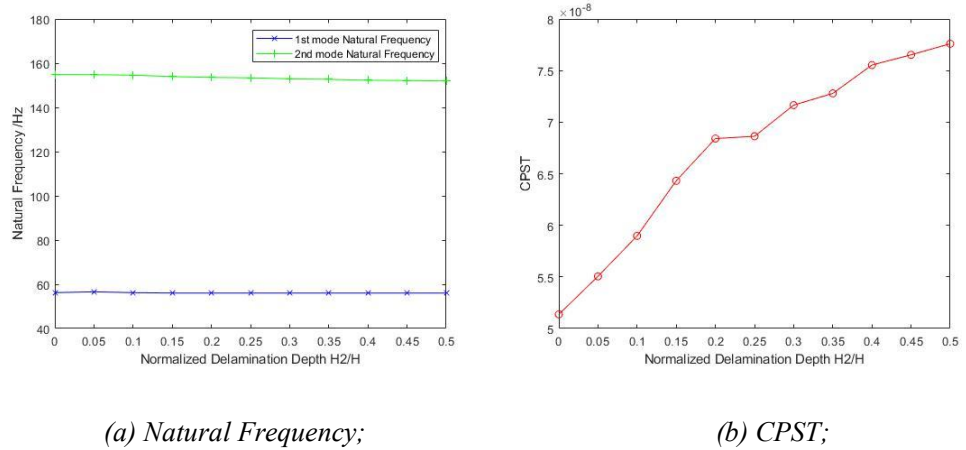 180
160
140
120
100
80
60
40
Natural Frequency /Hz
1st mode Natural Frequency
2nd mode Natural Frequency
0 0.05 0.1 0.15 0.2 0.25 0.3 0.35 0.4 0.45 0.5
Normalized Delamination Depth H2/H
× 10⁻⁸
8
7.5
7
6.5
6
5.5
5
CPST
0 0.05 0.1 0.15 0.2 0.25 0.3 0.35 0.4 0.45 0.5
Normalized Delamination Depth H2/H
(a) Natural Frequency;
(b) CPST;